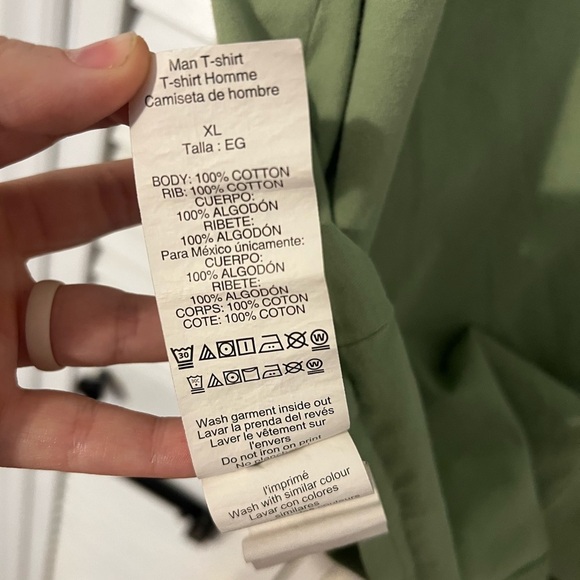 Man T-shirt
T-shirt Homme
Camiseta de hombre
XL
Talla : EG
BODY: 100% COTTON
RIB: 100% COTTON
CUERPO:
100% ALGODÓN
RIBETE:
100% ALGODÓN
Para México únicamente:
CUERPO:
100% ALGODÓN
RIBETE:
100% ALGODÓN
CORPS: 100% COTON
COTE: 100% COTON
30 W
W
Wash garment inside out
Lavar la prenda del revés
Laver le vêtement sur
l'envers
Do not iron on print
No
l'imprimé
Wash with similar colour
Lavar con colores
similares